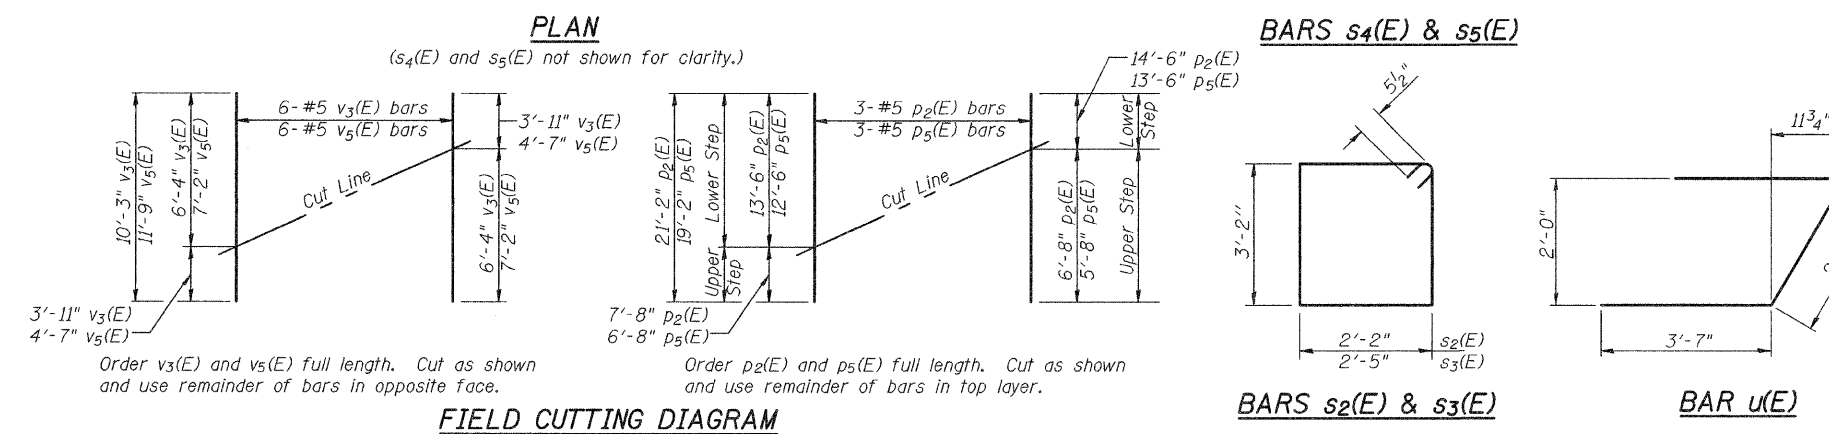 PLAN
(s4(E) and s5(E) not shown for clarity.)
6-#5 v3(E) bars
6-#5 v5(E) bars
10'-3" v3(E)
11'-9" v5(E)
6'-4" v3(E)
7'-2" v5(E)
3'-11" v3(E)
4'-7" v5(E)
Cut Line
6'-4" v3(E)
7'-2" v5(E)
3'-11" v3(E)
4'-7" v5(E)
Order v3(E) and v5(E) full length. Cut as shown
and use remainder of bars in opposite face.
14'-6" p2(E)
13'-6" p5(E)
3-#5 p2(E) bars
3-#5 p5(E) bars
21'-2" p2(E)
19'-2" p5(E)
Lower Step
Upper
Step
13'-6" p2(E)
12'-6" p5(E)
Cut Line
Lower
Step
6'-8" p2(E)
5'-8" p5(E)
Upper Step
7'-8" p2(E)
6'-8" p5(E)
Order p2(E) and p5(E) full length. Cut as shown
and use remainder of bars in top layer.
FIELD CUTTING DIAGRAM
BARS s4(E) & s5(E)
5½"
3'-2"
2'-2" s2(E)
2'-5" s3(E)
BARS s2(E) & s3(E)
11¾"
2'-0"
3'-7"
BAR u(E)